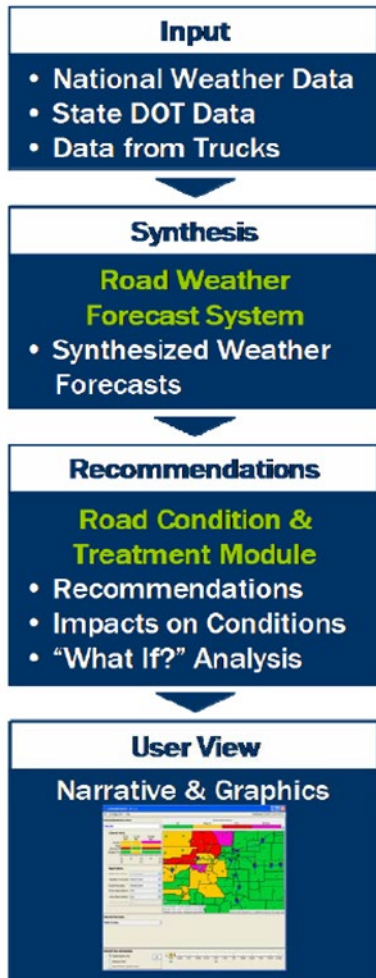 Input
• National Weather Data
• State DOT Data
• Data from Trucks
Synthesis
Road Weather
Forecast System
• Synthesized Weather
Forecasts
Recommendations
Road Condition &
Treatment Module
• Recommendations
• Impacts on Conditions
• “What If?” Analysis
User View
Narrative & Graphics